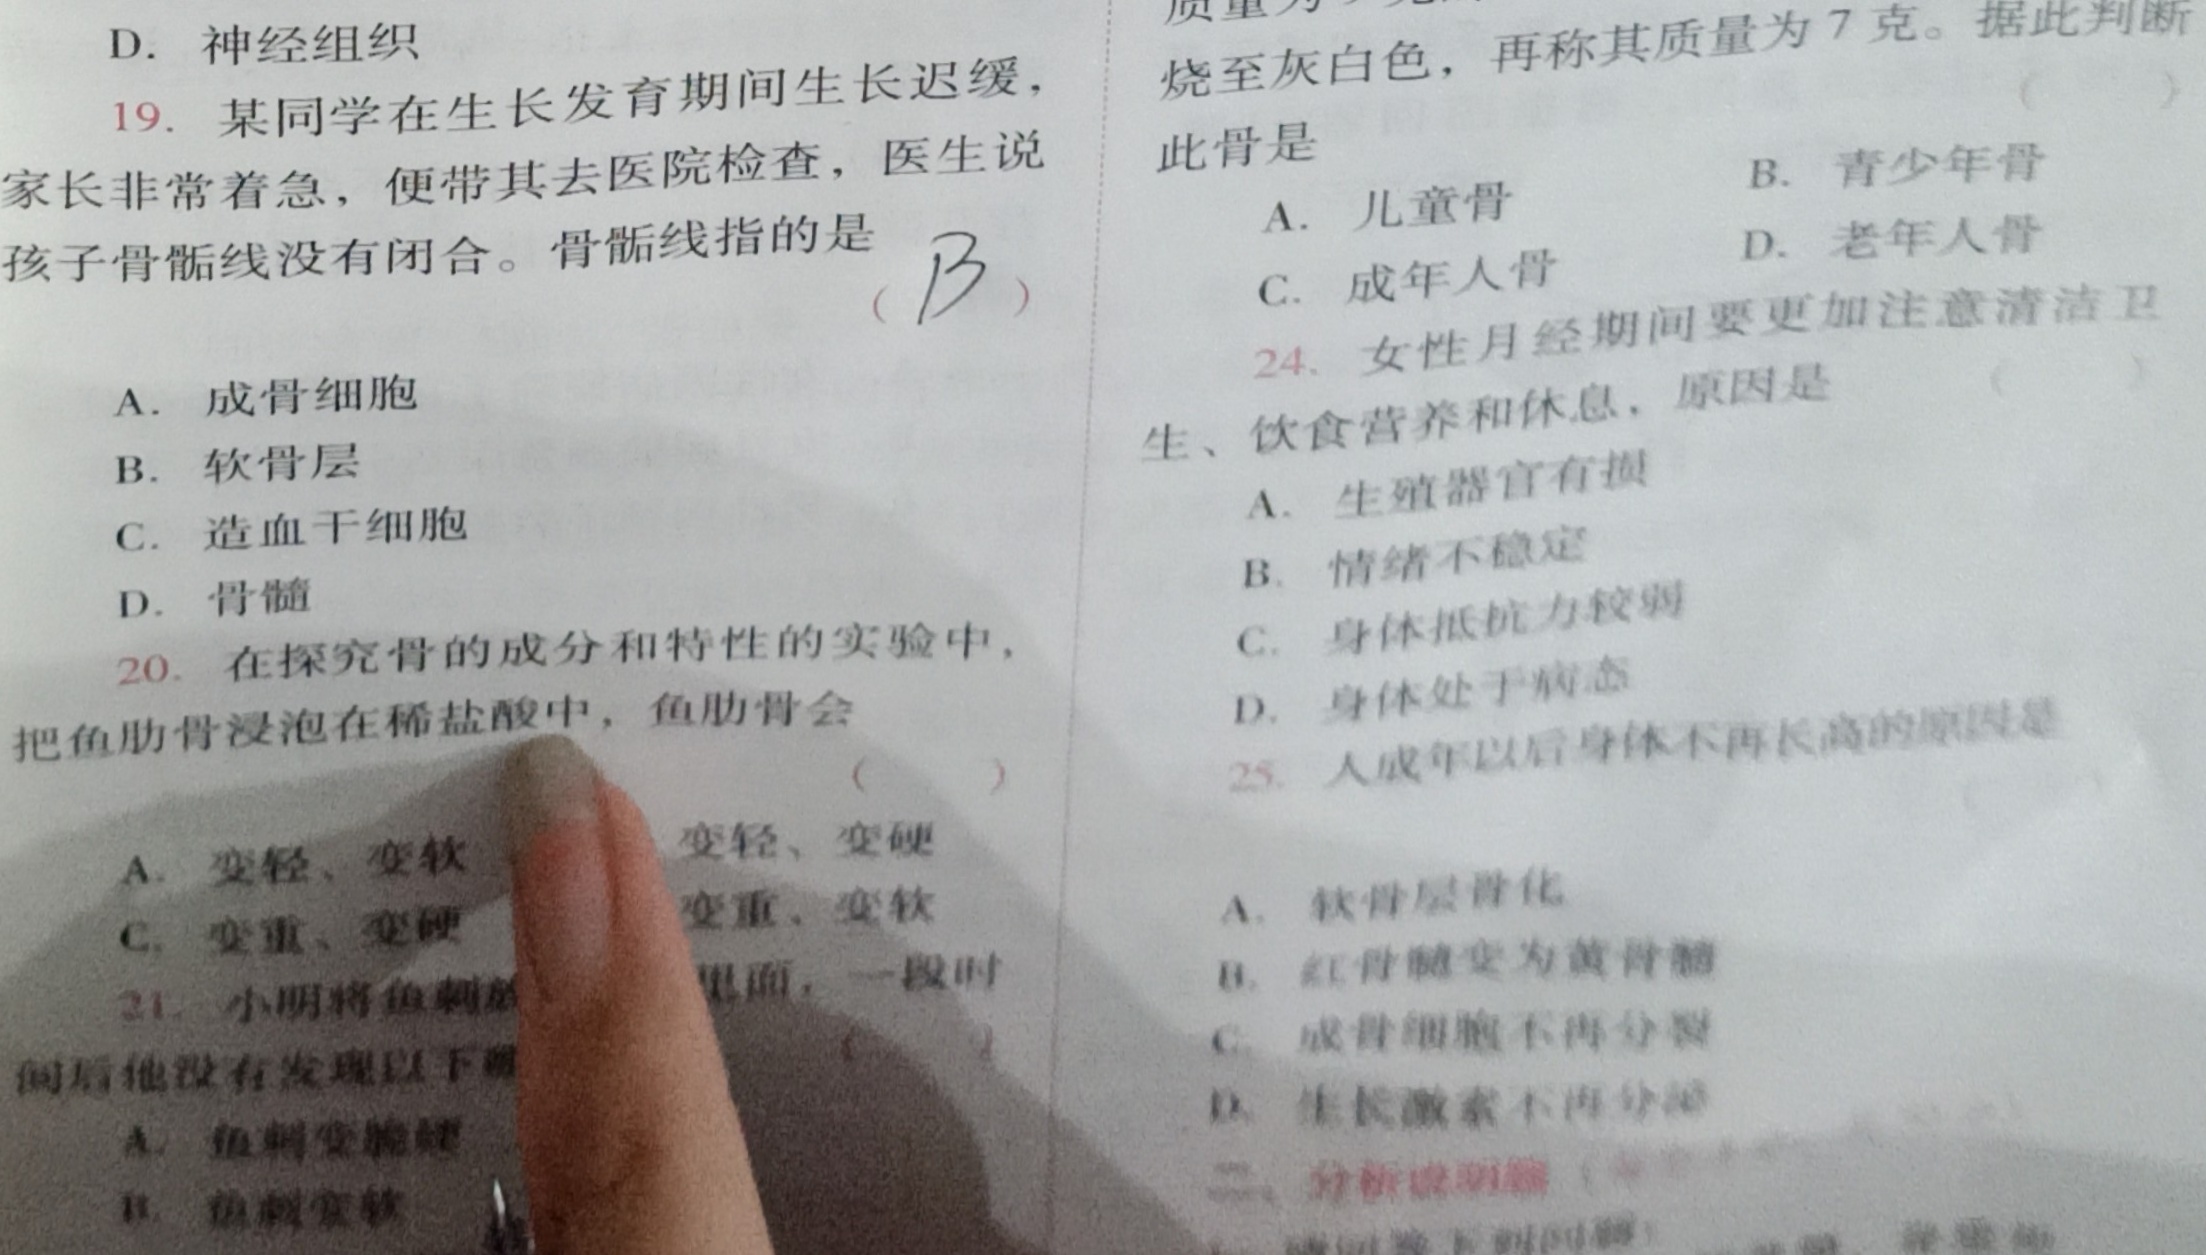 D. 神经组织
19. 某同学在生长发育期间生长迟缓，
家长非常着急，便带其去医院检查，医生说
孩子骨骺线没有闭合。骨骺线指的是
（ B ）
A. 成骨细胞
B. 软骨层
C. 造血干细胞
D. 骨髓
20. 在探究骨的成分和特性的实验中，
把鱼肋骨浸泡在稀盐酸中，鱼肋骨会
（ ）
A. 变轻、变软 变轻、变硬
C. 变重、变硬 变重、变软
21. 小明将鱼刺放 里面，一段时
间后他没有发现以下 （ ）
A. 鱼刺变脆硬
B. 鱼刺变软
烧至灰白色，再称其质量为7克。据此判断
此骨是 （ ）
A. 儿童骨 B. 青少年骨
C. 成年人骨 D. 老年人骨
24. 女性月经期间要更加注意清洁卫
生、饮食营养和休息，原因是 （ ）
A. 生殖器官有损
B. 情绪不稳定
C. 身体抵抗力较弱
D. 身体处于病态
25. 人成年以后身体不再长高的原因是
（ ）
A. 软骨层骨化
B. 红骨髓变为黄骨髓
C. 成骨细胞不再分裂
D. 生长激素不再分泌
二、分析说明题